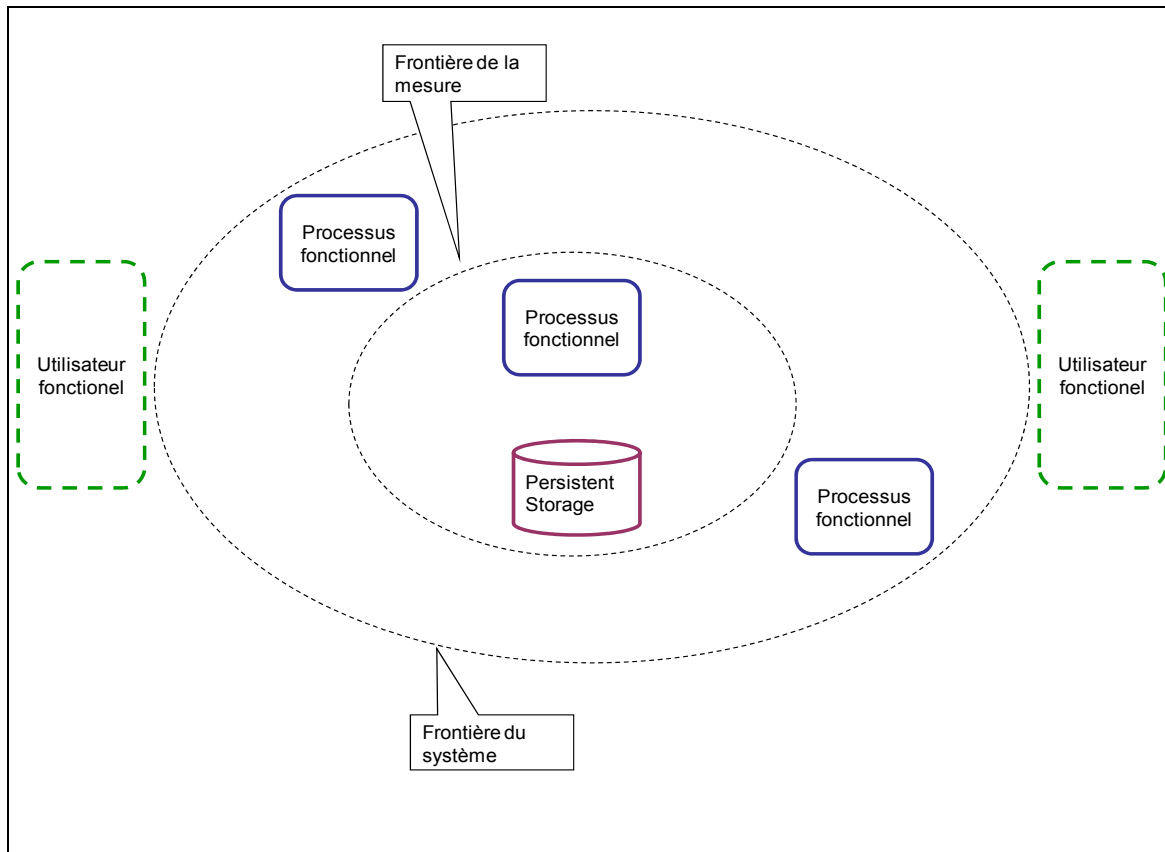 Frontière de la
mesure
Processus
fonctionnel
Processus
fonctionnel
Utilisateur
fonctionel
Utilisateur
fonctionel
Persistent
Storage
Processus
fonctionnel
Frontière du
système